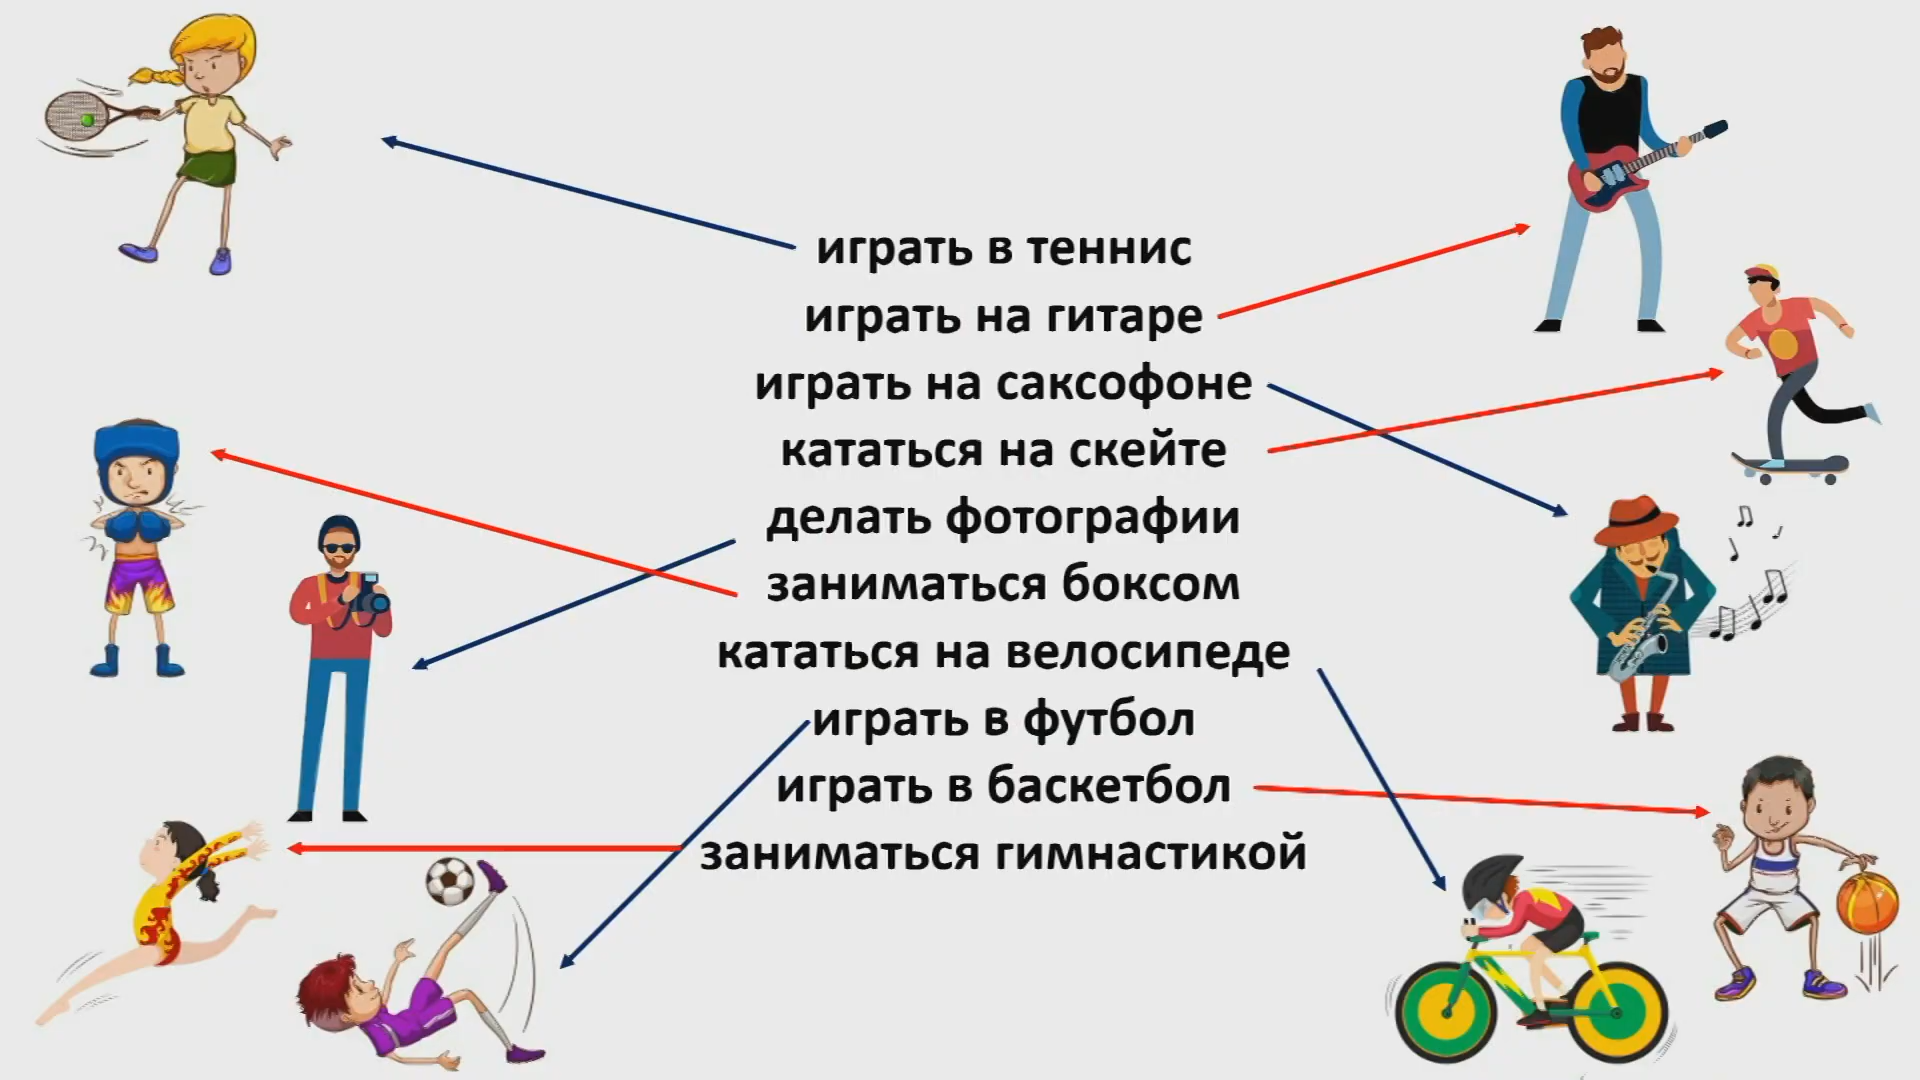 играть в теннис
играть на гитаре
играть на саксофоне
кататься на скейте
делать фотографии
заниматься боксом
кататься на велосипеде
играть в футбол
играть в баскетбол
заниматься гимнастикой